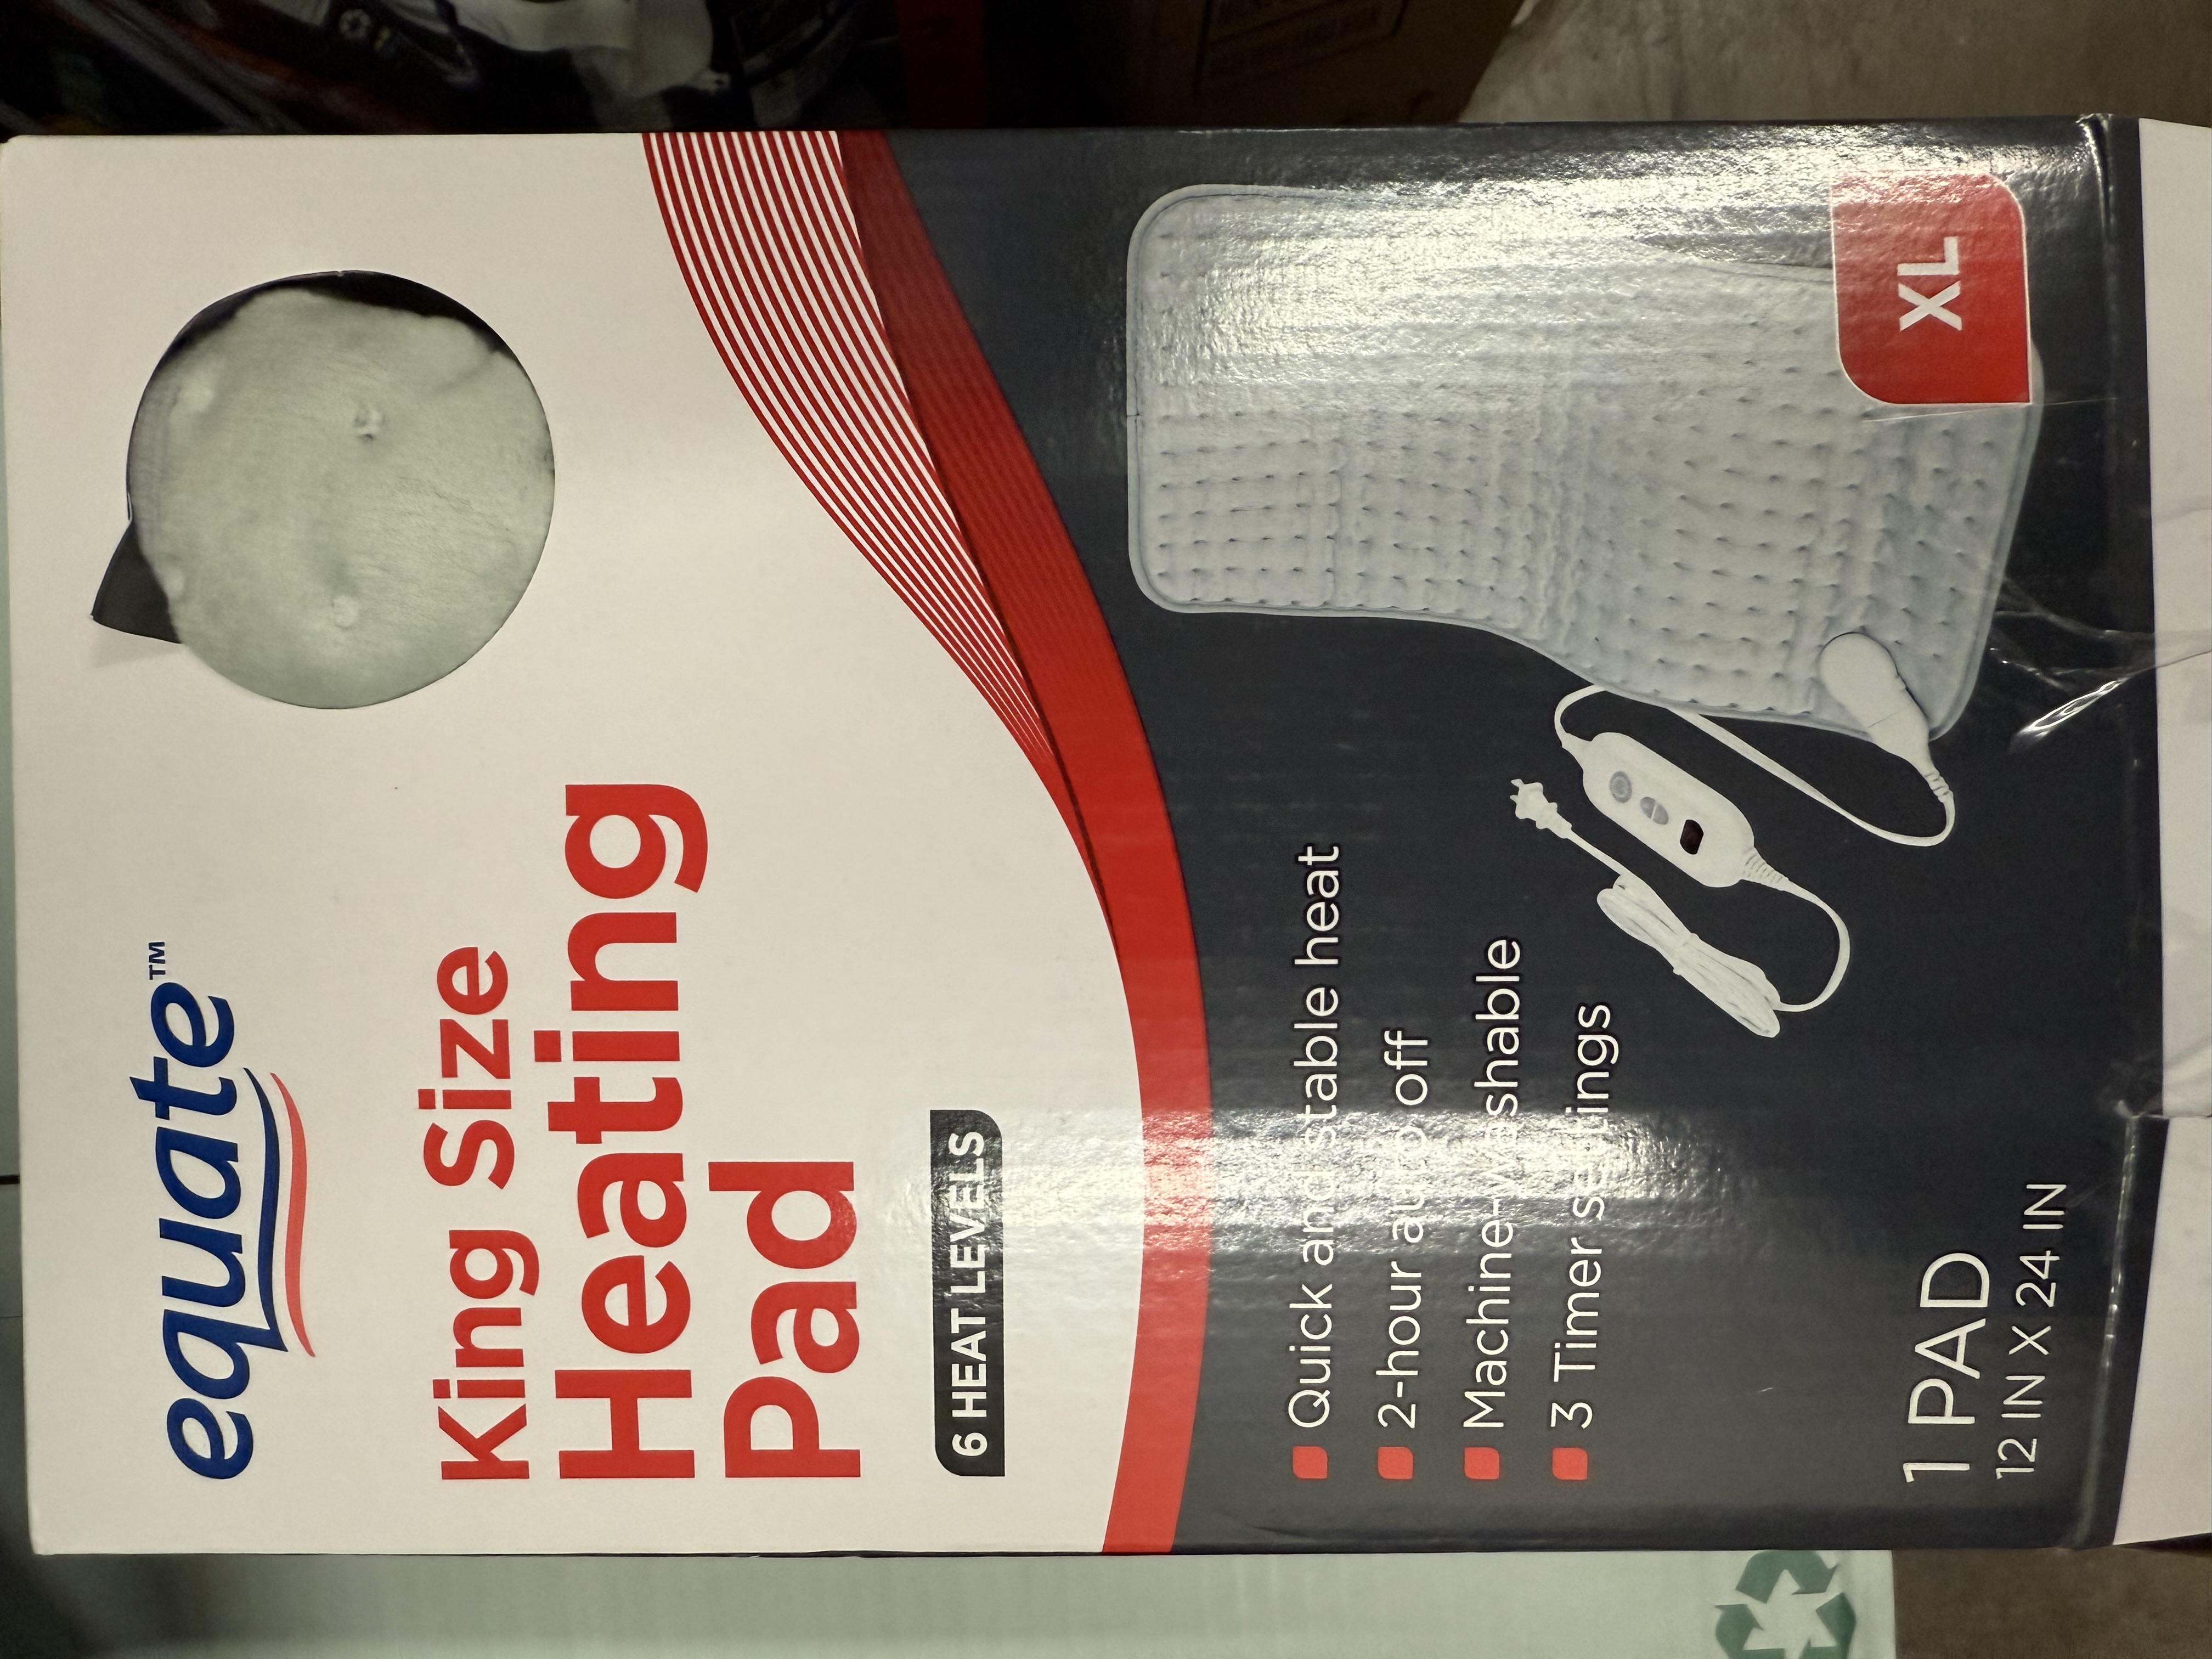 equate™
King Size
Heating
Pad
6 HEAT LEVELS
Quick and stable heat
2-hour auto off
Machine-washable
3 Timer settings
XL
1 PAD
12 IN X 24 IN